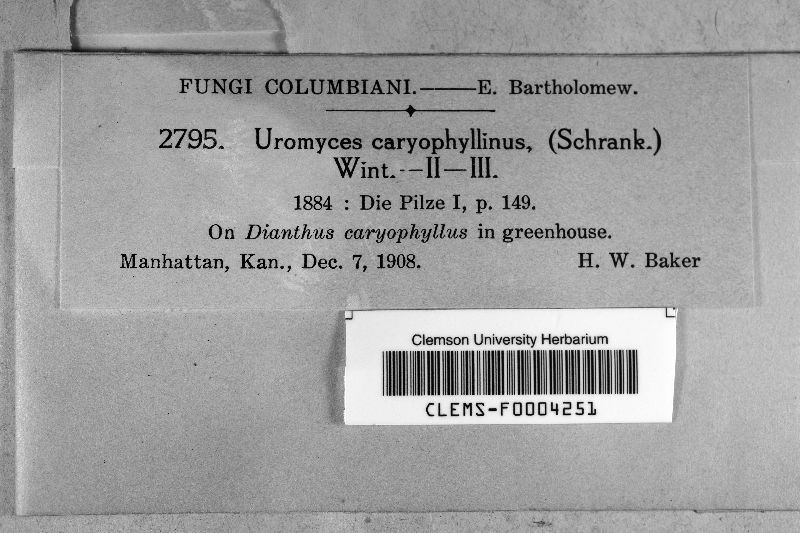 FUNGI COLUMBIANI.——E. Bartholomew.
2795. Uromyces caryophyllinus, (Schrank.)
Wint.—II—III.
1884 : Die Pilze I, p. 149.
On Dianthus caryophyllus in greenhouse.
Manhattan, Kan., Dec. 7, 1908. H. W. Baker
Clemson University Herbarium
CLEMS-F0004251